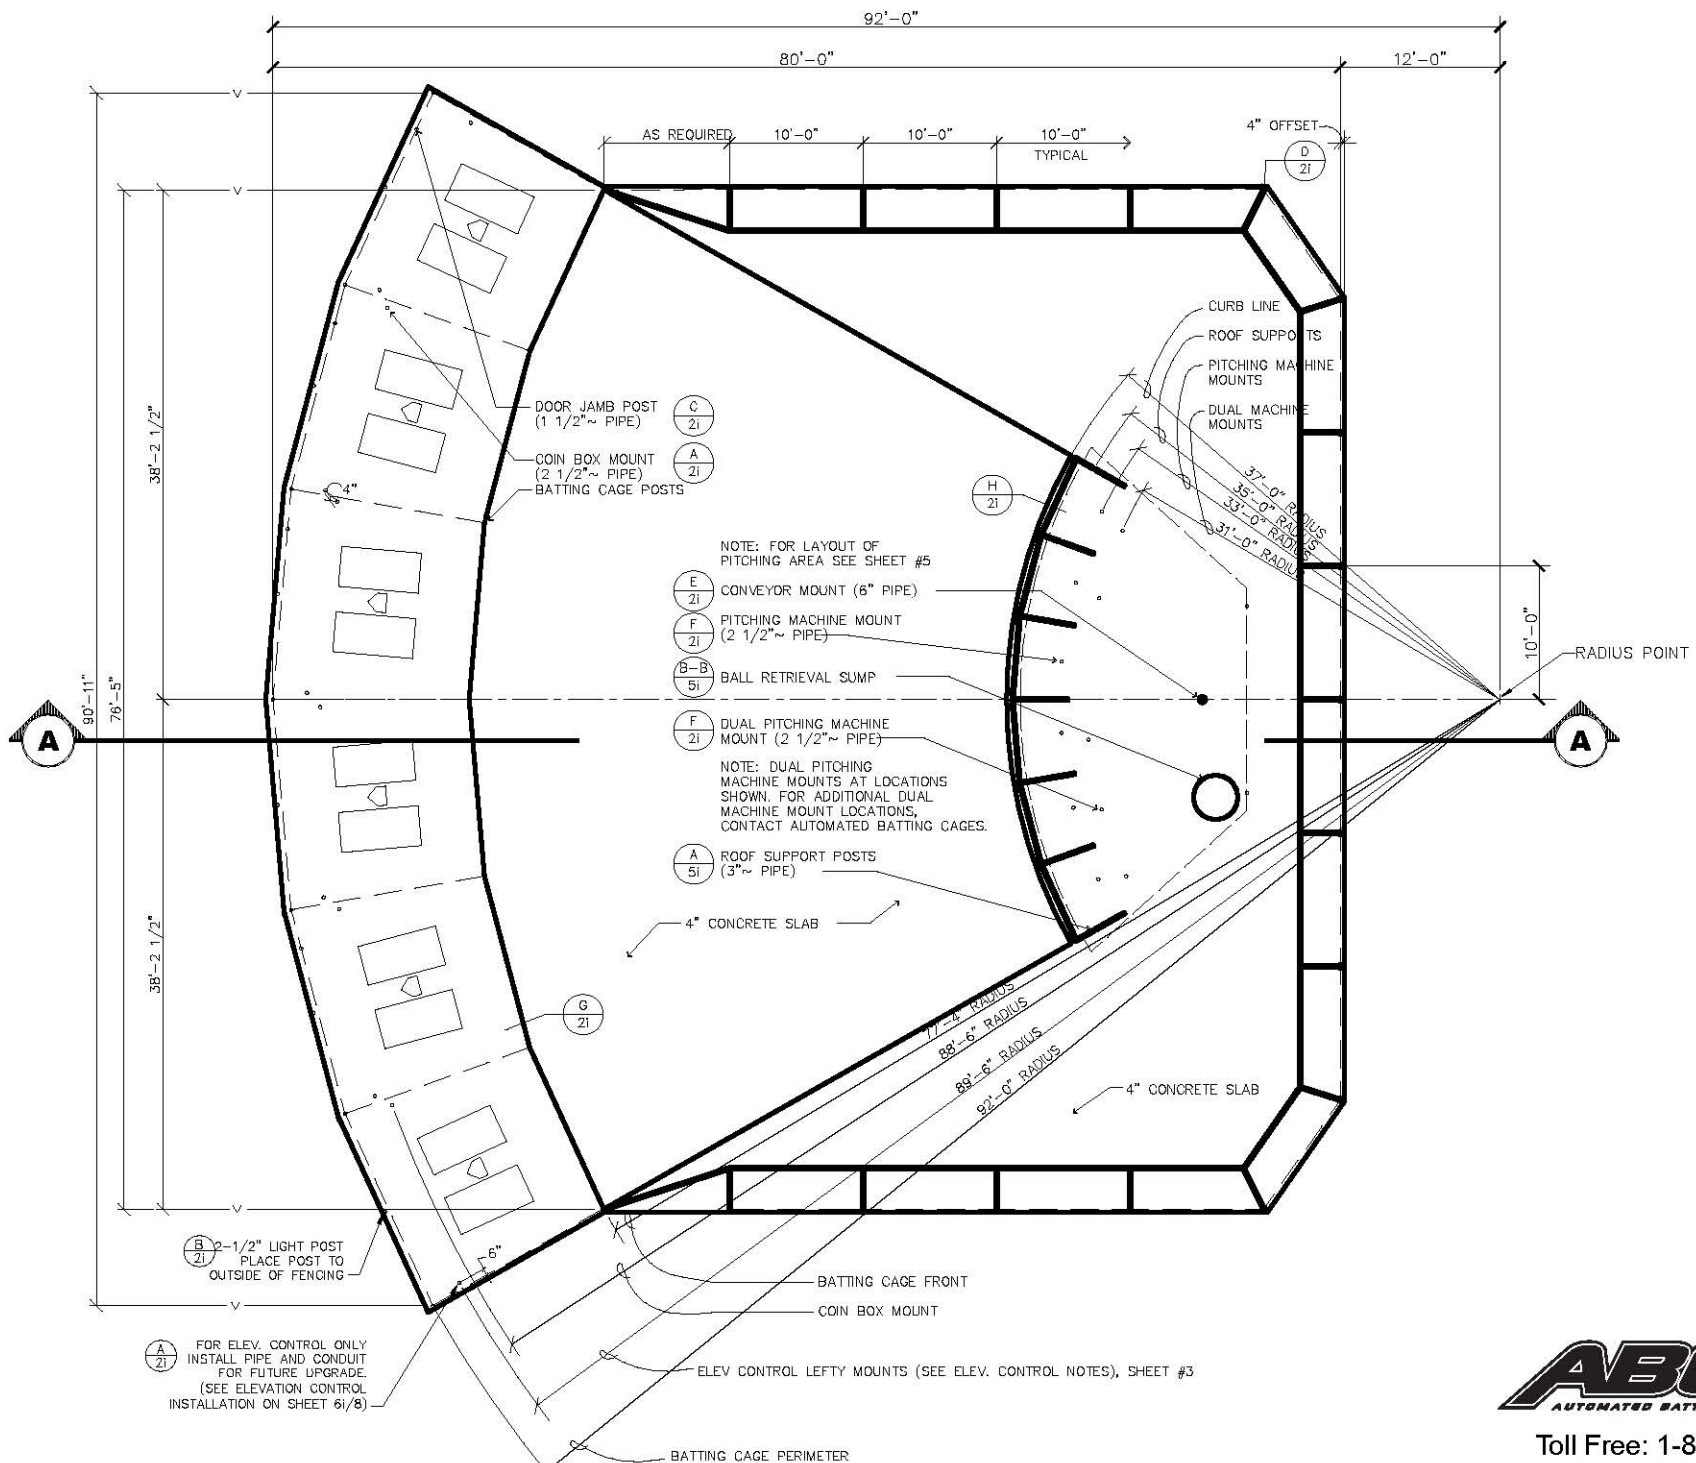 92'-0"
80'-0"
12'-0"
4" OFFSET
AS REQUIRED
10'-0"
10'-0"
10'-0"
TYPICAL
D
2i
CURB LINE
ROOF SUPPORTS
PITCHING MACHINE
MOUNTS
DUAL MACHINE
MOUNTS
DOOR JAMB POST
(1 1/2"~ PIPE)
C
2i
COIN BOX MOUNT
(2 1/2"~ PIPE)
A
2i
BATTING CAGE POSTS
38'-2 1/2"
4"
H
2i
37'-0" RADIUS
35'-0" RADIUS
33'-0" RADIUS
31'-0" RADIUS
NOTE: FOR LAYOUT OF
PITCHING AREA SEE SHEET #5
E
2i
CONVEYOR MOUNT (6" PIPE)
F
2i
PITCHING MACHINE MOUNT
(2 1/2"~ PIPE)
B-B
5i
BALL RETRIEVAL SUMP
10'-0"
RADIUS POINT
90'-11"
76'-5"
A
A
F
2i
DUAL PITCHING MACHINE
MOUNT (2 1/2"~ PIPE)
NOTE: DUAL PITCHING
MACHINE MOUNTS AT LOCATIONS
SHOWN. FOR ADDITIONAL DUAL
MACHINE MOUNT LOCATIONS,
CONTACT AUTOMATED BATTING CAGES.
A
5i
ROOF SUPPORT POSTS
(3"~ PIPE)
4" CONCRETE SLAB
38'-2 1/2"
G
2i
77'-4" RADIUS
88'-6" RADIUS
89'-6" RADIUS
92'-0" RADIUS
4" CONCRETE SLAB
B
2i
2-1/2" LIGHT POST
PLACE POST TO
OUTSIDE OF FENCING
6"
BATTING CAGE FRONT
COIN BOX MOUNT
A
2i
FOR ELEV. CONTROL ONLY
INSTALL PIPE AND CONDUIT
FOR FUTURE UPGRADE.
(SEE ELEVATION CONTROL
INSTALLATION ON SHEET 6i/8)
ELEV CONTROL LEFTY MOUNTS (SEE ELEV. CONTROL NOTES), SHEET #3
BATTING CAGE PERIMETER
AB
AUTOMATED BATT
Toll Free: 1-8